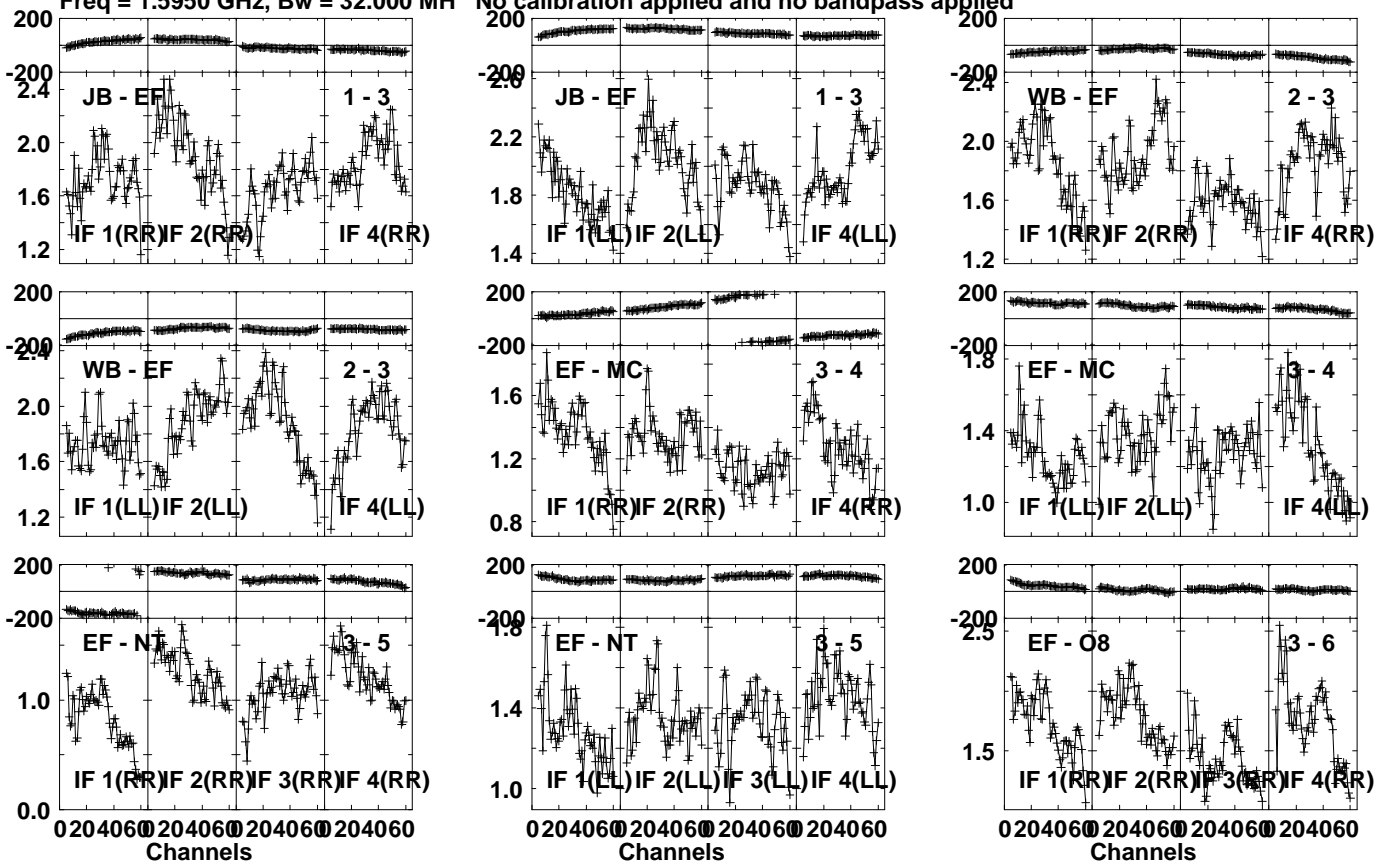 Freq = 1.5950 GHz, Bw = 32.000 MH No calibration applied and no bandpass applied
200 200 200
-200 -200 -200
2.4 2.6 2.4
JB - EF 1 - 3 JB - EF 1 - 3 WB - EF 2 - 3
2.0 2.2 2.0
1.6 1.8 1.6
IF 1(RR) IF 2(RR) IF 4(RR) IF 1(LL) IF 2(LL) IF 4(LL) IF 1(RR) IF 2(RR) IF 4(RR)
1.2 1.4 1.2
200 200 200
-200 -200 -200
2.4 1.8
WB - EF 2 - 3 EF - MC 3 - 4 EF - MC 3 - 4
2.0 1.6 1.4
1.6 1.2
IF 1(LL) IF 2(LL) IF 4(LL) IF 1(RR) IF 2(RR) IF 4(RR) IF 1(LL) IF 2(LL) IF 4(LL)
1.2 0.8 1.0
200 200 200
-200 -200 -200
1.8 2.5
EF - NT 3 - 5 EF - NT 3 - 5 EF - O8 3 - 6
1.0 1.4 1.5
IF 1(RR) IF 2(RR) IF 3(RR) IF 4(RR) IF 1(LL) IF 2(LL) IF 3(LL) IF 4(LL) IF 1(RR) IF 2(RR) IF 3(RR) IF 4(RR)
0.0 1.0
0 20 40 60 0 20 40 60 0 20 40 60 0 20 40 60 0 20 40 60 0 20 40 60 0 20 40 60 0 20 40 60 0 20 40 60 0 20 40 60 0 20 40 60 0 20 40 60
Channels Channels Channels